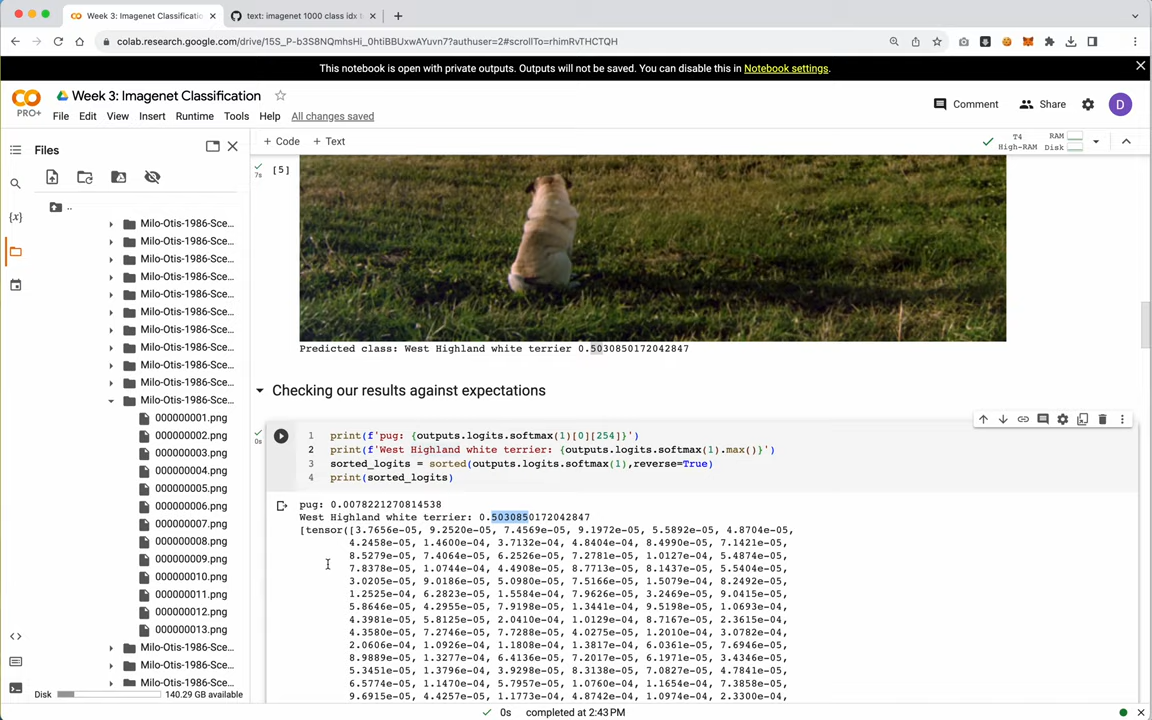 Week 3: Imagenet Classificatio
text: imagenet 1000 class idx
colab.research.google.com/drive/15S_P-b3S8NQmhsHi_0htiBBUxwAYuvn7?authuser=2#scrollTo=rhimRvTHCTQH
This notebook is open with private outputs. Outputs will not be saved. You can disable this in Notebook settings.
PRO+
Week 3: Imagenet Classification
File Edit View Insert Runtime Tools Help All changes saved
Comment
Share
D
Files
+ Code + Text
T4
High-RAM
RAM
Disk
..
Milo-Otis-1986-Sce...
Milo-Otis-1986-Sce...
Milo-Otis-1986-Sce...
Milo-Otis-1986-Sce...
Milo-Otis-1986-Sce...
Milo-Otis-1986-Sce...
Milo-Otis-1986-Sce...
Milo-Otis-1986-Sce...
Milo-Otis-1986-Sce...
Milo-Otis-1986-Sce...
Milo-Otis-1986-Sce...
000000001.png
000000002.png
000000003.png
000000004.png
000000005.png
000000006.png
000000007.png
000000008.png
000000009.png
000000010.png
000000011.png
000000012.png
000000013.png
Milo-Otis-1986-Sce...
Milo-Otis-1986-Sce...
Milo-Otis-1986-Sce...
Disk 140.29 GB available
7s
[5]
Predicted class: West Highland white terrier 0.5030850172042847
Checking our results against expectations
0s
1 print(f'pug: {outputs.logits.softmax(1)[0][254]}')
2 print(f'West Highland white terrier: {outputs.logits.softmax(1).max()}')
3 sorted_logits = sorted(outputs.logits.softmax(1),reverse=True)
4 print(sorted_logits)
pug: 0.0078221270814538
West Highland white terrier: 0.5030850172042847
[tensor([3.7656e-05, 9.2520e-05, 7.4569e-05, 9.1972e-05, 5.5892e-05, 4.8704e-05,
4.2458e-05, 1.4600e-04, 3.7132e-04, 4.8404e-04, 8.4990e-05, 7.1421e-05,
8.5279e-05, 7.4064e-05, 6.2526e-05, 7.2781e-05, 1.0127e-04, 5.4874e-05,
7.8378e-05, 1.0744e-04, 4.4908e-05, 8.7713e-05, 8.1437e-05, 5.5404e-05,
3.0205e-05, 9.0186e-05, 5.0980e-05, 7.5166e-05, 1.5079e-04, 8.2492e-05,
1.2525e-04, 6.2823e-05, 1.5584e-04, 7.9626e-05, 3.2469e-05, 9.0415e-05,
5.8646e-05, 4.2955e-05, 7.9198e-05, 1.3441e-04, 9.5198e-05, 1.0693e-04,
4.3981e-05, 5.8125e-05, 2.0410e-04, 1.0129e-04, 8.7167e-05, 2.3615e-04,
4.3580e-05, 7.2746e-05, 7.7288e-05, 4.0275e-05, 1.2010e-04, 3.0782e-04,
2.0606e-04, 1.0926e-04, 1.1808e-04, 1.3817e-04, 6.0361e-05, 7.6946e-05,
8.9889e-05, 1.3277e-04, 6.4136e-05, 7.2017e-05, 6.1971e-05, 3.4346e-05,
5.3451e-05, 1.3796e-04, 3.9298e-05, 8.3138e-05, 7.0827e-05, 4.7841e-05,
6.5774e-05, 1.1470e-04, 5.7957e-05, 1.0760e-04, 1.1654e-04, 7.3858e-05,
9.6915e-05, 4.4257e-05, 1.1773e-04, 4.8742e-04, 1.0974e-04, 2.3300e-04,
0s completed at 2:43PM